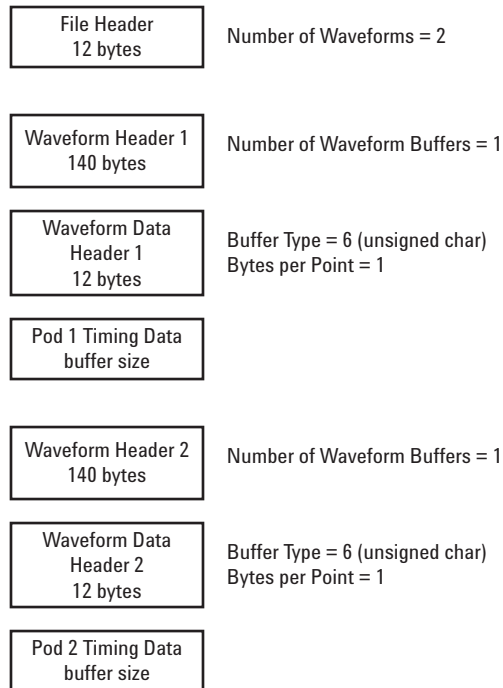 File Header
12 bytes
Number of Waveforms = 2
Waveform Header 1
140 bytes
Number of Waveform Buffers = 1
Waveform Data
Header 1
12 bytes
Buffer Type = 6 (unsigned char)
Bytes per Point = 1
Pod 1 Timing Data
buffer size
Waveform Header 2
140 bytes
Number of Waveform Buffers = 1
Waveform Data
Header 2
12 bytes
Buffer Type = 6 (unsigned char)
Bytes per Point = 1
Pod 2 Timing Data
buffer size